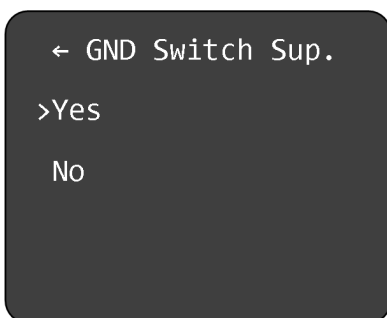 ← GND Switch Sup.
>Yes
No